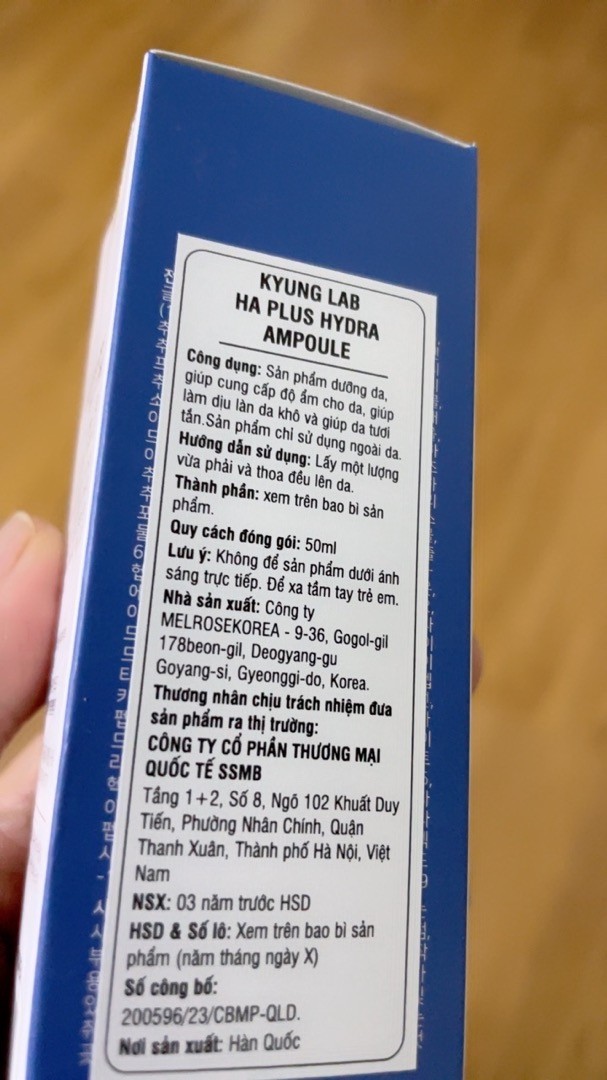 KYUNG LAB
HA PLUS HYDRA
AMPOULE
Công dụng: Sản phẩm dưỡng da,
giúp cung cấp độ ẩm cho da, giúp
làm dịu làn da khô và giúp da tươi
tắn.Sản phẩm chỉ sử dụng ngoài da.
Hướng dẫn sử dụng: Lấy một lượng
vừa phải và thoa đều lên da.
Thành phần: xem trên bao bì sản
phẩm.
Quy cách đóng gói: 50ml
Lưu ý: Không để sản phẩm dưới ánh
sáng trực tiếp. Để xa tầm tay trẻ em.
Nhà sản xuất: Công ty
MELROSEKOREA - 9-36, Gogol-gil
178beon-gil, Deogyang-gu
Goyang-si, Gyeonggi-do, Korea.
Thương nhân chịu trách nhiệm đưa
sản phẩm ra thị trường:
CÔNG TY CỔ PHẦN THƯƠNG MẠI
QUỐC TẾ SSMB
Tầng 1+2, Số 8, Ngõ 102 Khuất Duy
Tiến, Phường Nhân Chính, Quận
Thanh Xuân, Thành phố Hà Nội, Việt
Nam
NSX: 03 năm trước HSD
HSD & Số lô: Xem trên bao bì sản
phẩm (năm tháng ngày X)
Số công bố:
200596/23/CBMP-QLD.
Nơi sản xuất: Hàn Quốc